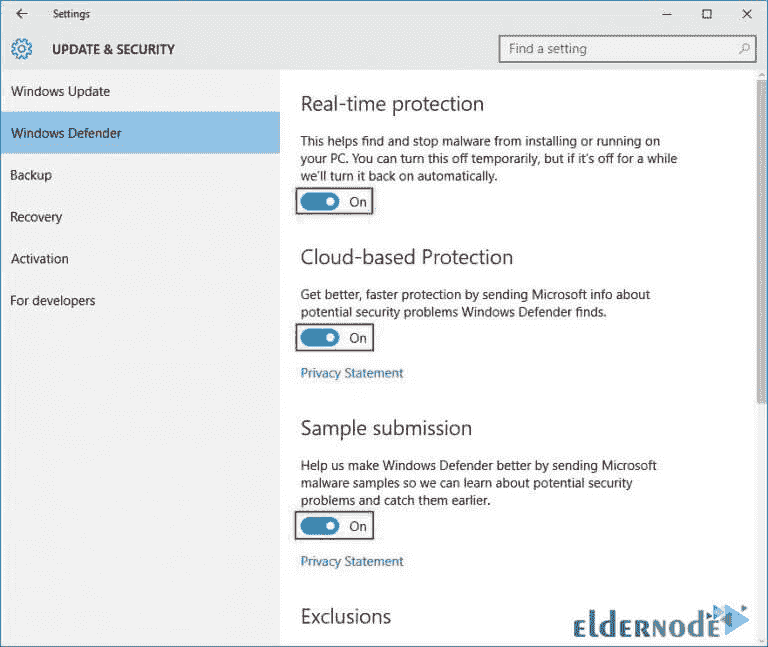 Settings
UPDATE & SECURITY
Find a setting
Windows Update
Windows Defender
Backup
Recovery
Activation
For developers
Real-time protection
This helps find and stop malware from installing or running on
your PC. You can turn this off temporarily, but if it's off for a while
we'll turn it back on automatically.
On
Cloud-based Protection
Get better, faster protection by sending Microsoft info about
potential security problems Windows Defender finds.
On
Privacy Statement
Sample submission
Help us make Windows Defender better by sending Microsoft
malware samples so we can learn about potential security
problems and catch them earlier.
On
Privacy Statement
Exclusions
eldernode